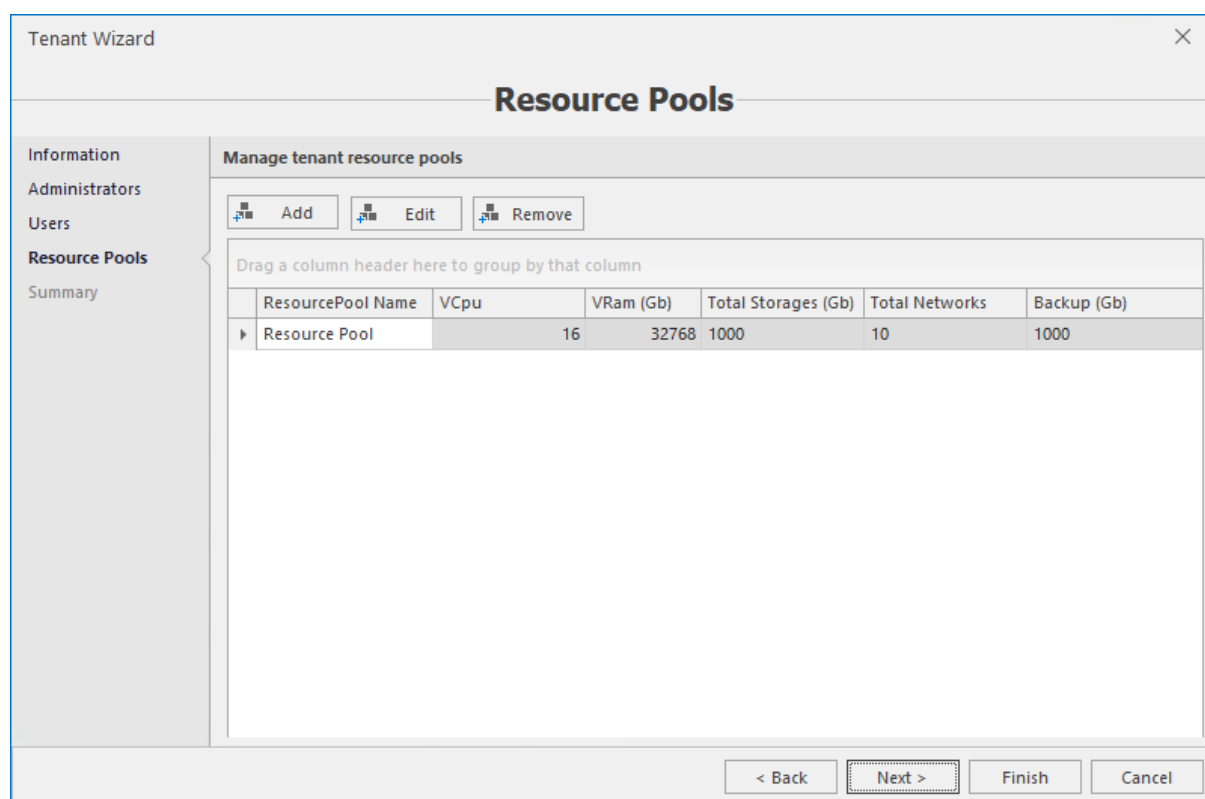 Tenant Wizard
Resource Pools
Information
Administrators
Users
Resource Pools
Summary
Manage tenant resource pools
Add Edit Remove
Drag a column header here to group by that column
ResourcePool Name VCpu VRam (Gb) Total Storages (Gb) Total Networks Backup (Gb)
Resource Pool 16 32768 1000 10 1000
< Back Next > Finish Cancel